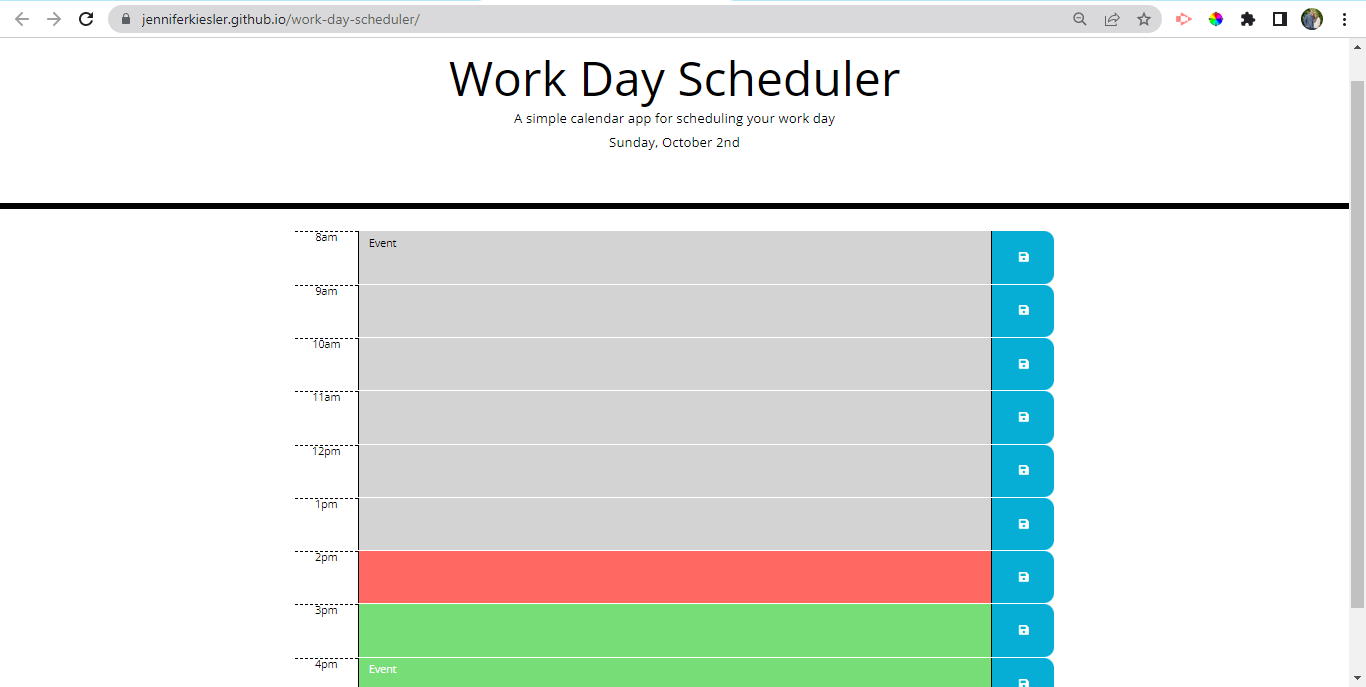 jenniferkiesler.github.io/work-day-scheduler/
Work Day Scheduler
A simple calendar app for scheduling your work day
Sunday, October 2nd
8am
Event
9am
10am
11am
12pm
1pm
2pm
3pm
4pm
Event